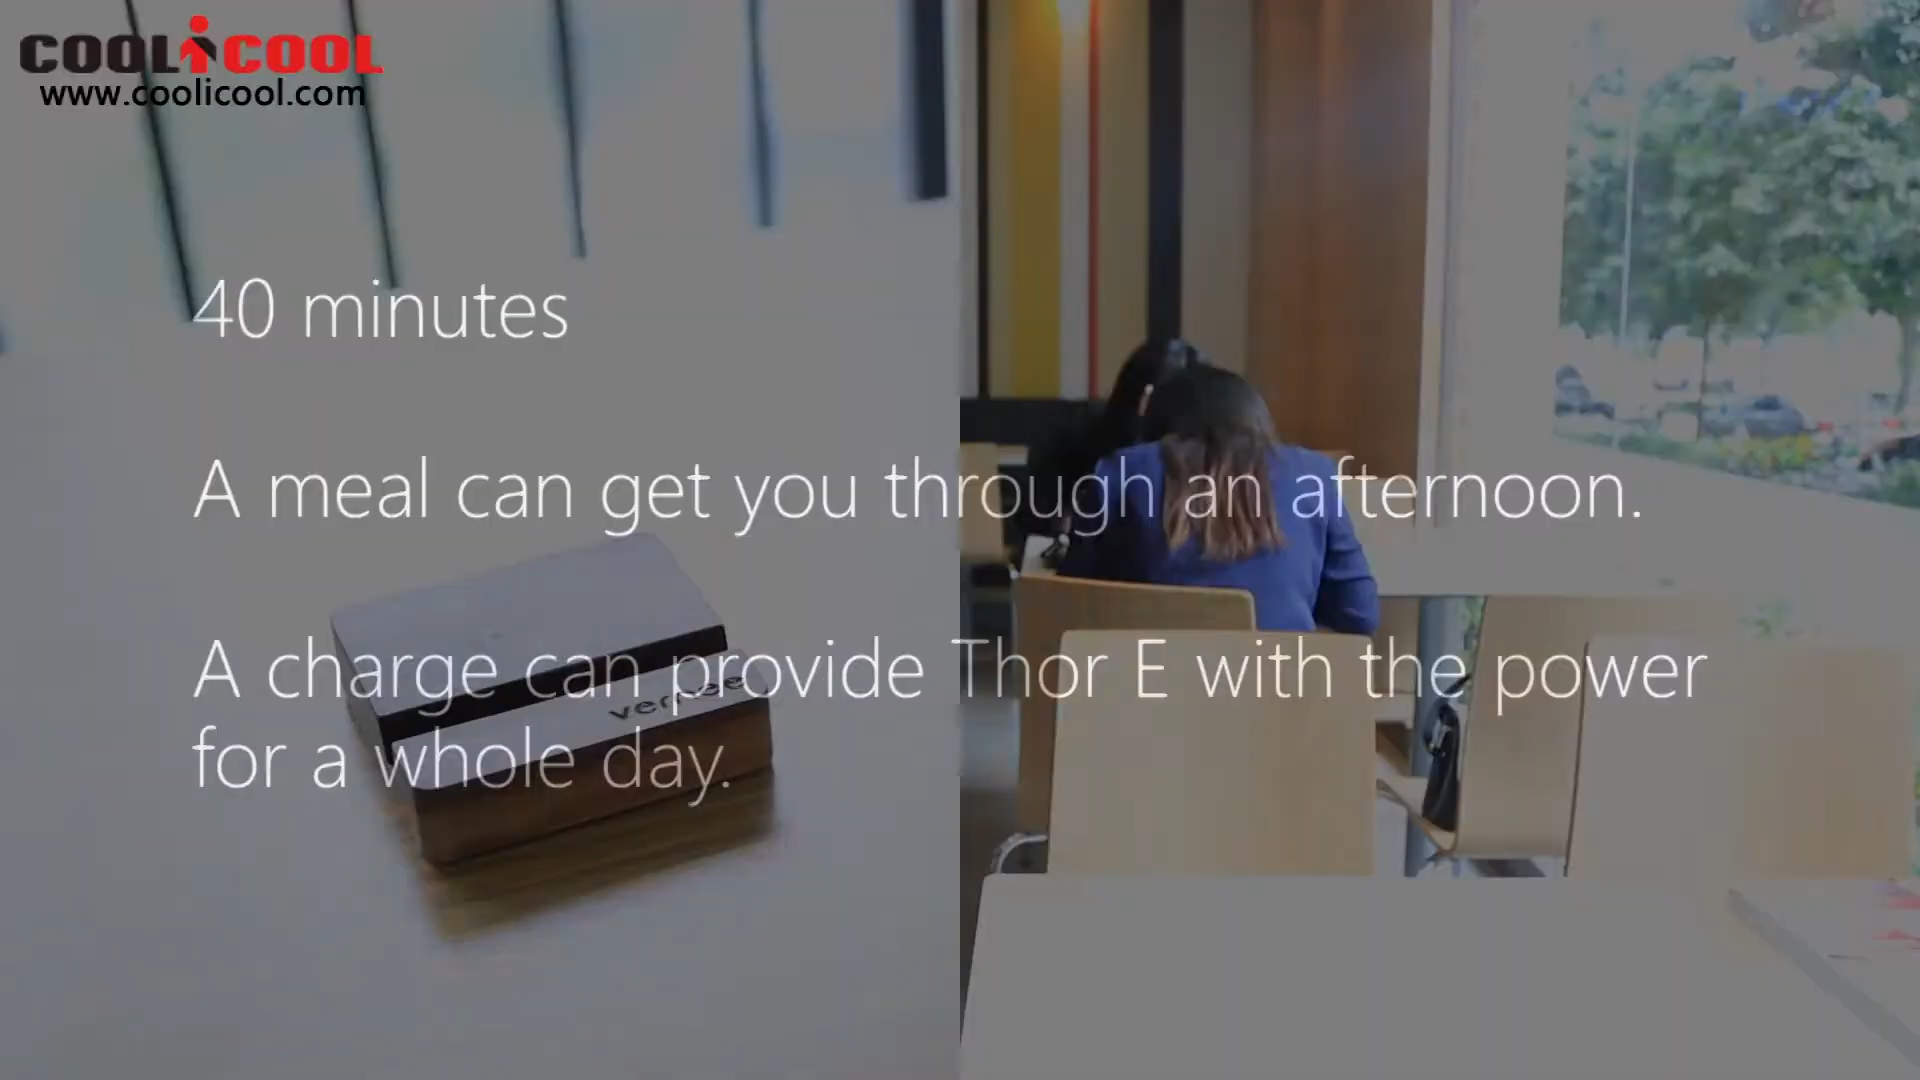 COOLiCOOL
www.coolicool.com
40 minutes
A meal can get you through an afternoon.
A charge can provide Thor E with the power
for a whole day.
vernee